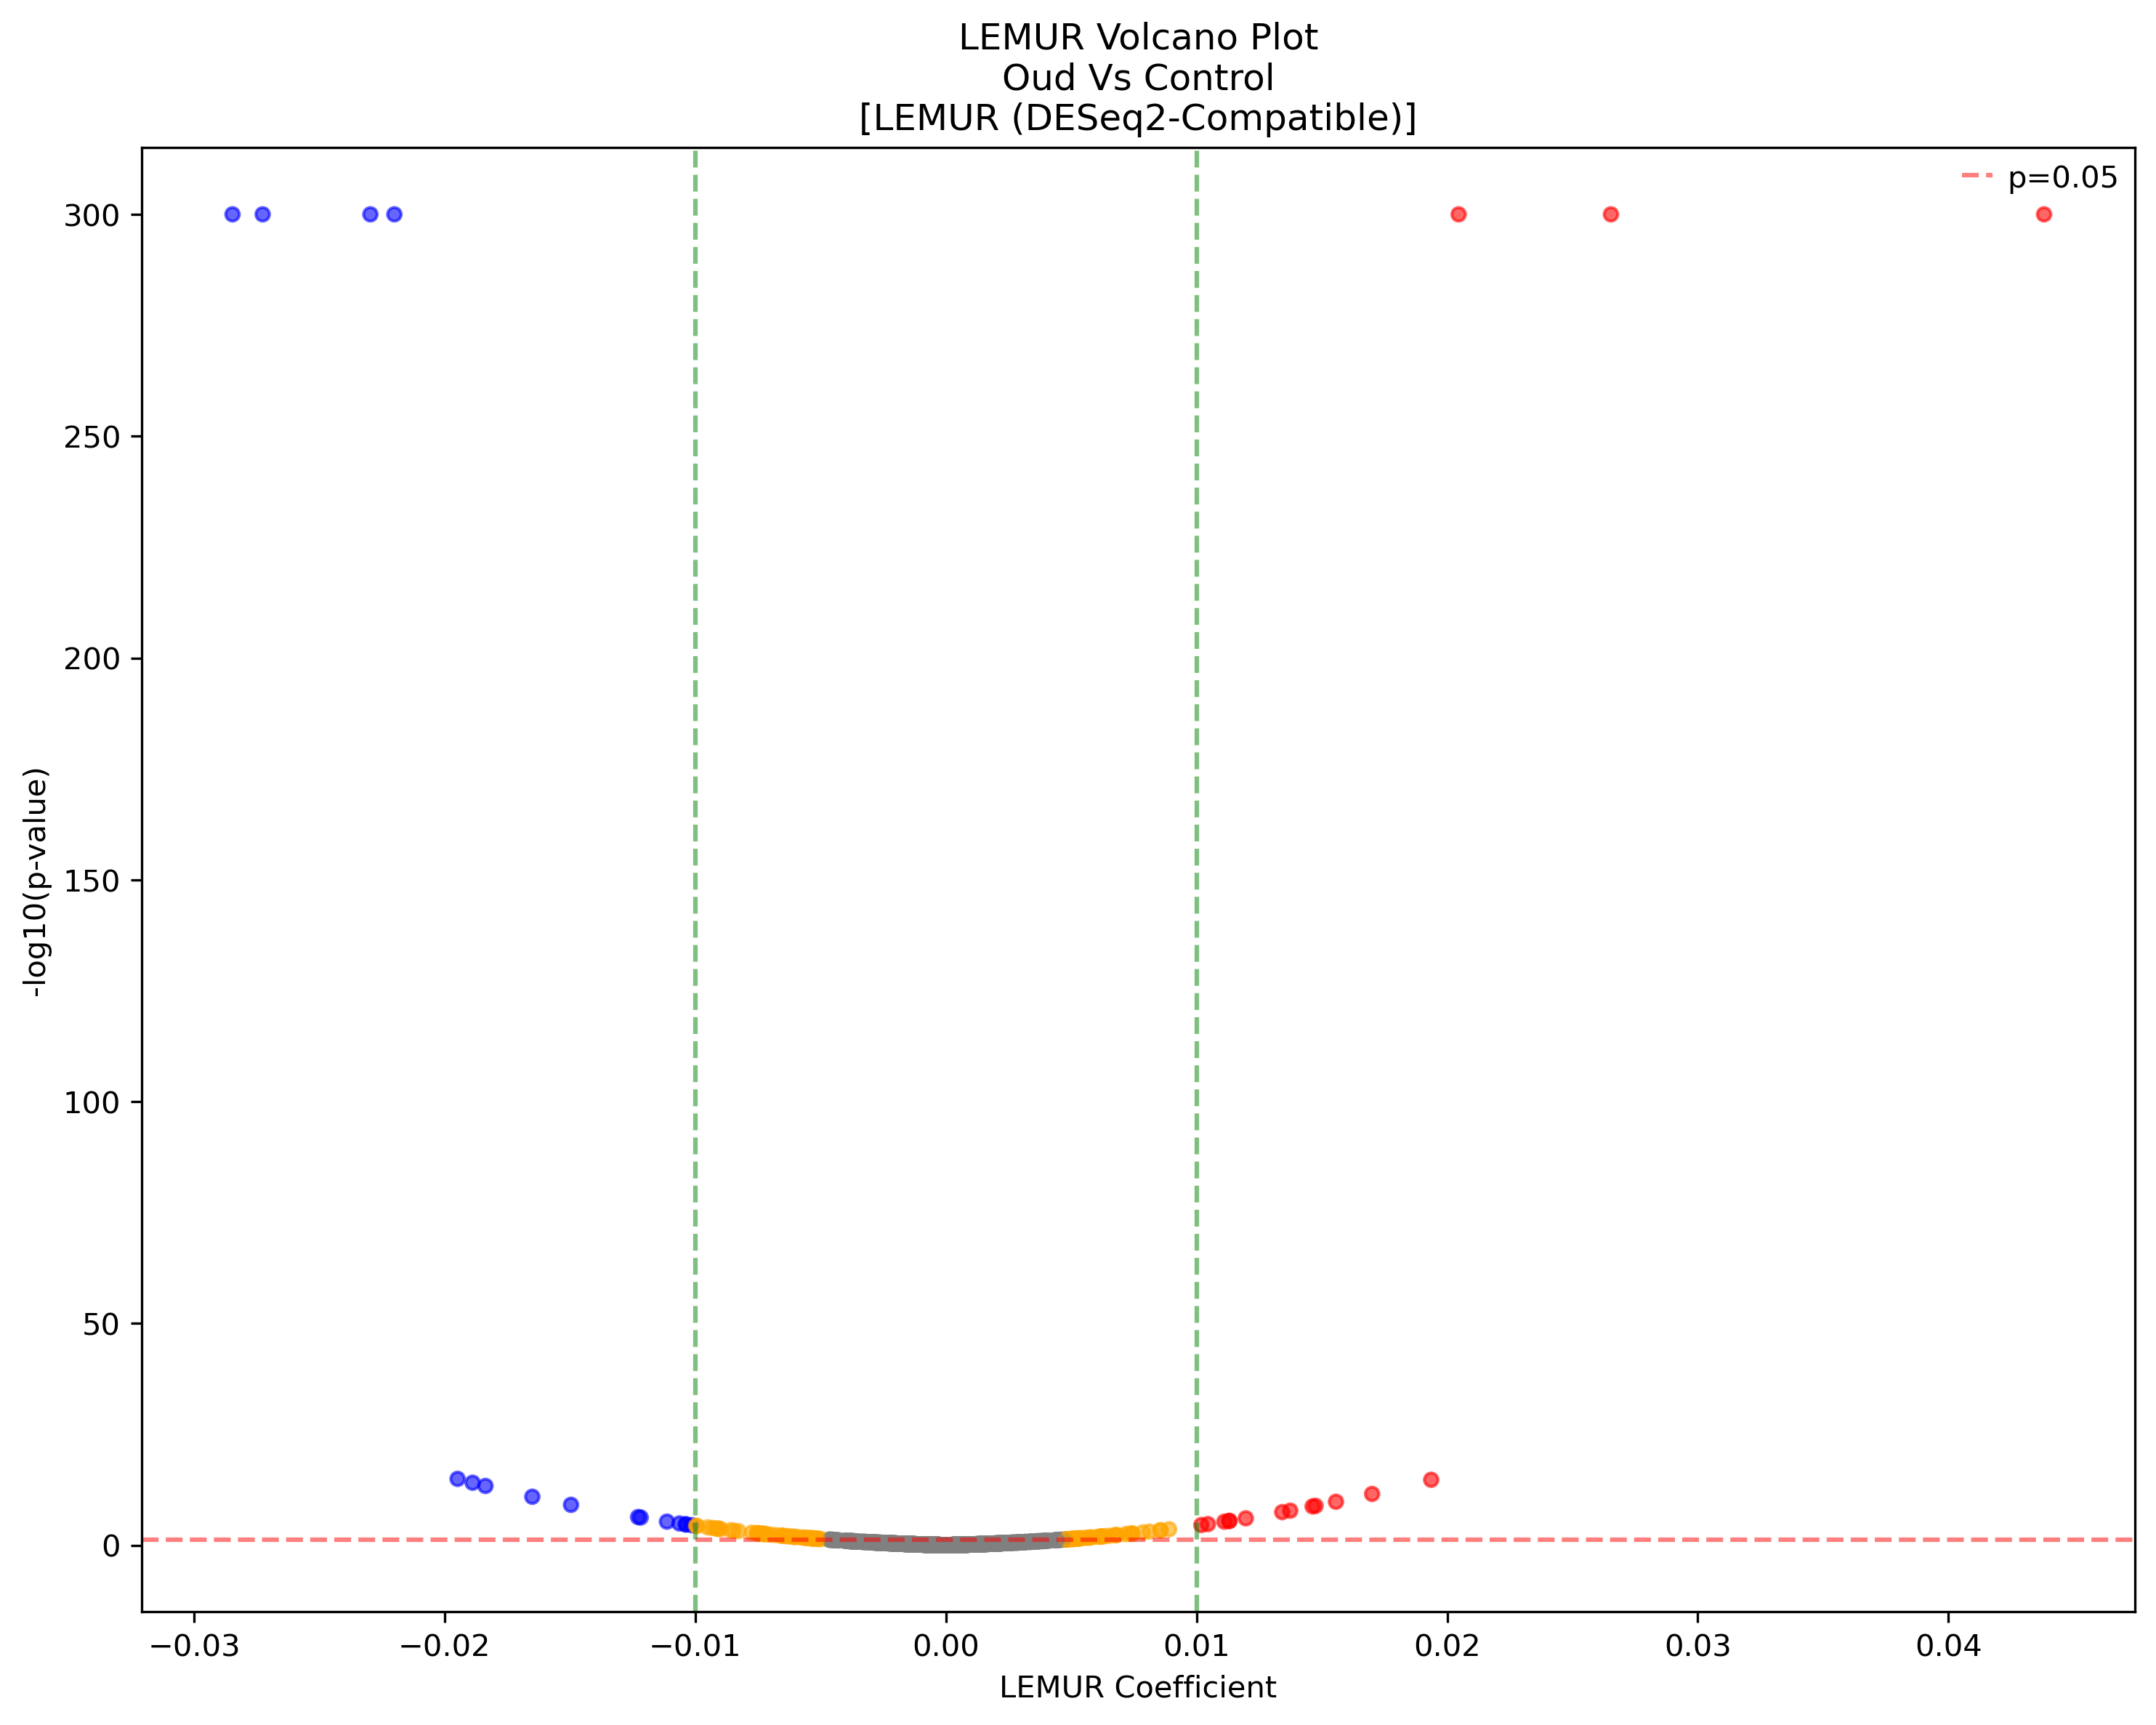 LEMUR Volcano Plot
Oud Vs Control
[LEMUR (DESeq2-Compatible)]
p=0.05
300
250
200
150
100
50
0
-log10(p-value)
−0.03 −0.02 −0.01 0.00 0.01 0.02 0.03 0.04
LEMUR Coefficient